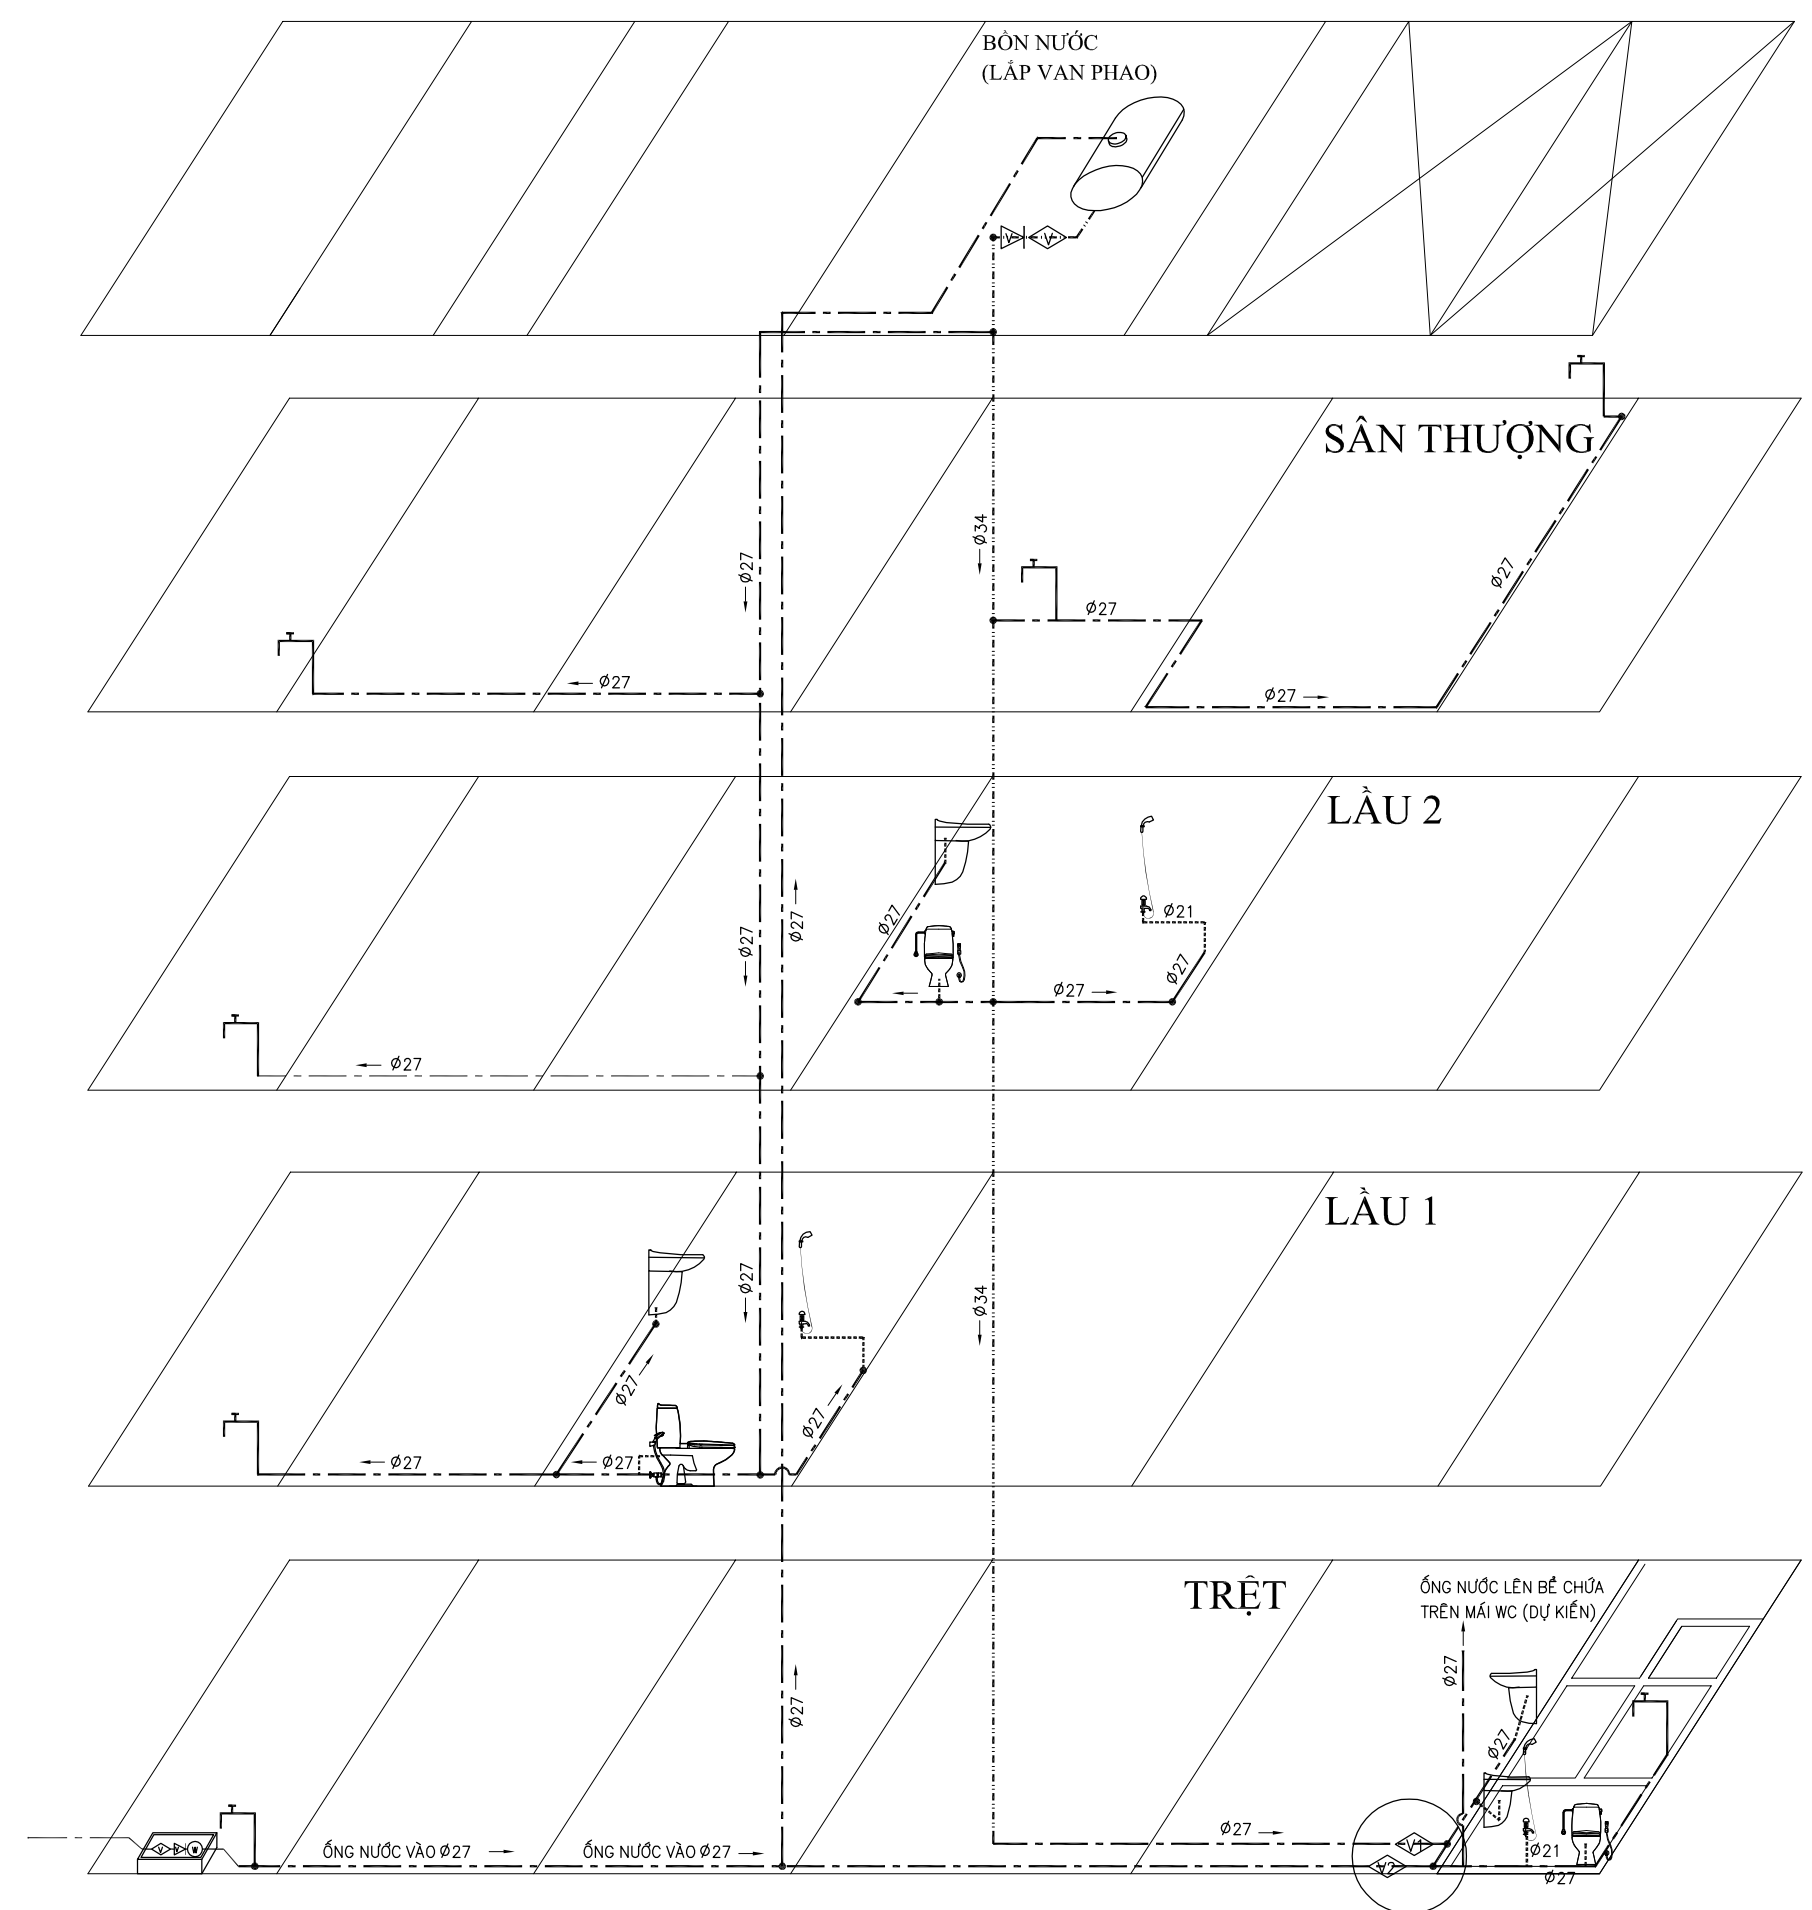 BỒN NƯỚC
(LẮP VAN PHAO)
V V
SÂN THƯỢNG
Ø34
Ø27
Ø27
Ø27
Ø27
Ø27
LẦU 2
Ø27
Ø21
Ø27
Ø27
Ø27
Ø27
Ø27
LẦU 1
Ø27
Ø34
Ø27
Ø27
Ø27
Ø27
TRỆT
ỐNG NƯỚC LÊN BỂ CHỨA
TRÊN MÁI WC (DỰ KIẾN)
Ø27
Ø27
Ø27
Ø27
V1
V V W
ỐNG NƯỚC VÀO Ø27
ỐNG NƯỚC VÀO Ø27
V2
Ø21
Ø27